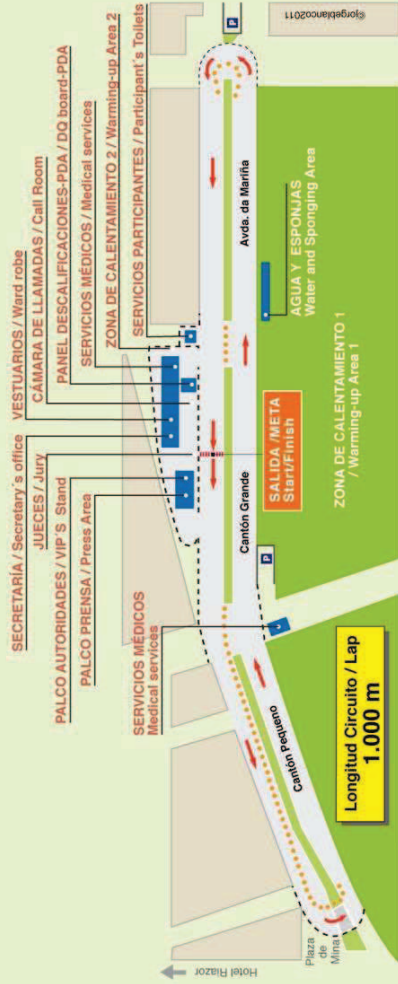 SECRETARÍA / Secretary´s office
JUECES / Jury
PALCO AUTORIDADES / VIP´S Stand
PALCO PRENSA / Press Area
VESTUARIOS / Ward robe
CÁMARA DE LLAMADAS / Call Room
PANEL DESCALIFICACIONES-PDA / DQ board-PDA
SERVICIOS MÉDICOS / Medical services
ZONA DE CALENTAMIENTO 2 / Warming-up Area 2
SERVICIOS PARTICIPANTES / Participant´s Toilets
SERVICIOS MÉDICOS
Medical services
Hotel Riazor
Plaza
de
Mina
Cantón Pequeno
Cantón Grande
Avda. da Mariña
P
P
SALIDA /META
Start/Finish
AGUA Y ESPONJAS
Water and Sponging Area
ZONA DE CALENTAMIENTO 1
/ Warming-up Area 1
Longitud Circuito / Lap
1.000 m
©jorgeblanco2011